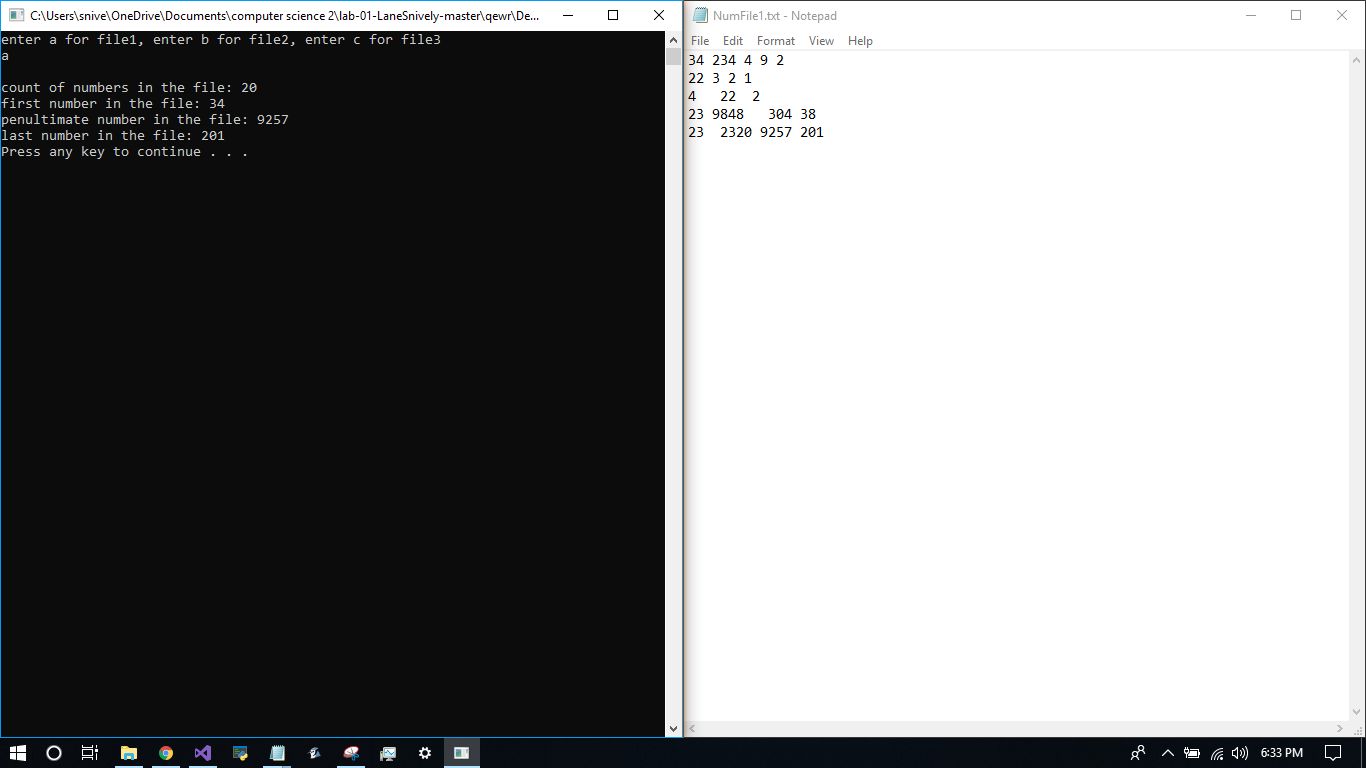 C:\Users\snive\OneDrive\Documents\computer science 2\lab-01-LaneSnively-master\qewr\De...
enter a for file1, enter b for file2, enter c for file3
a
count of numbers in the file: 20
first number in the file: 34
penultimate number in the file: 9257
last number in the file: 201
Press any key to continue . . .
NumFile1.txt - Notepad
File Edit Format View Help
34 234 4 9 2
22 3 2 1
4   22  2
23 9848   304 38
23  2320 9257 201
6:33 PM